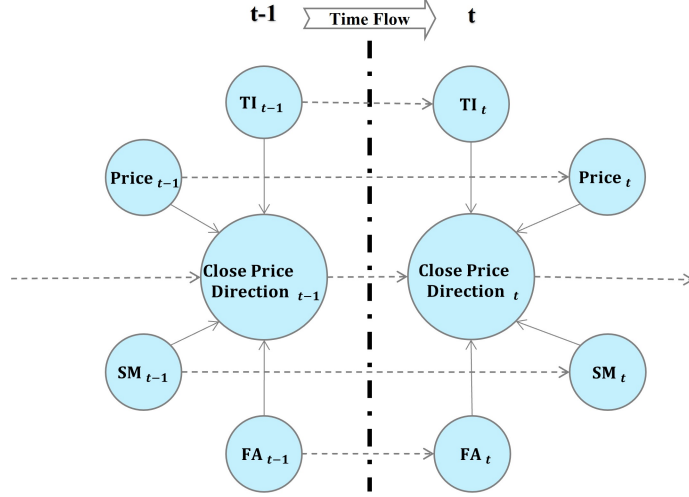 t-1
Time Flow
t
TI t−1
TI t
Price t−1
Price t
Close Price
Direction t−1
Close Price
Direction t
SM t−1
SM t
FA t−1
FA t